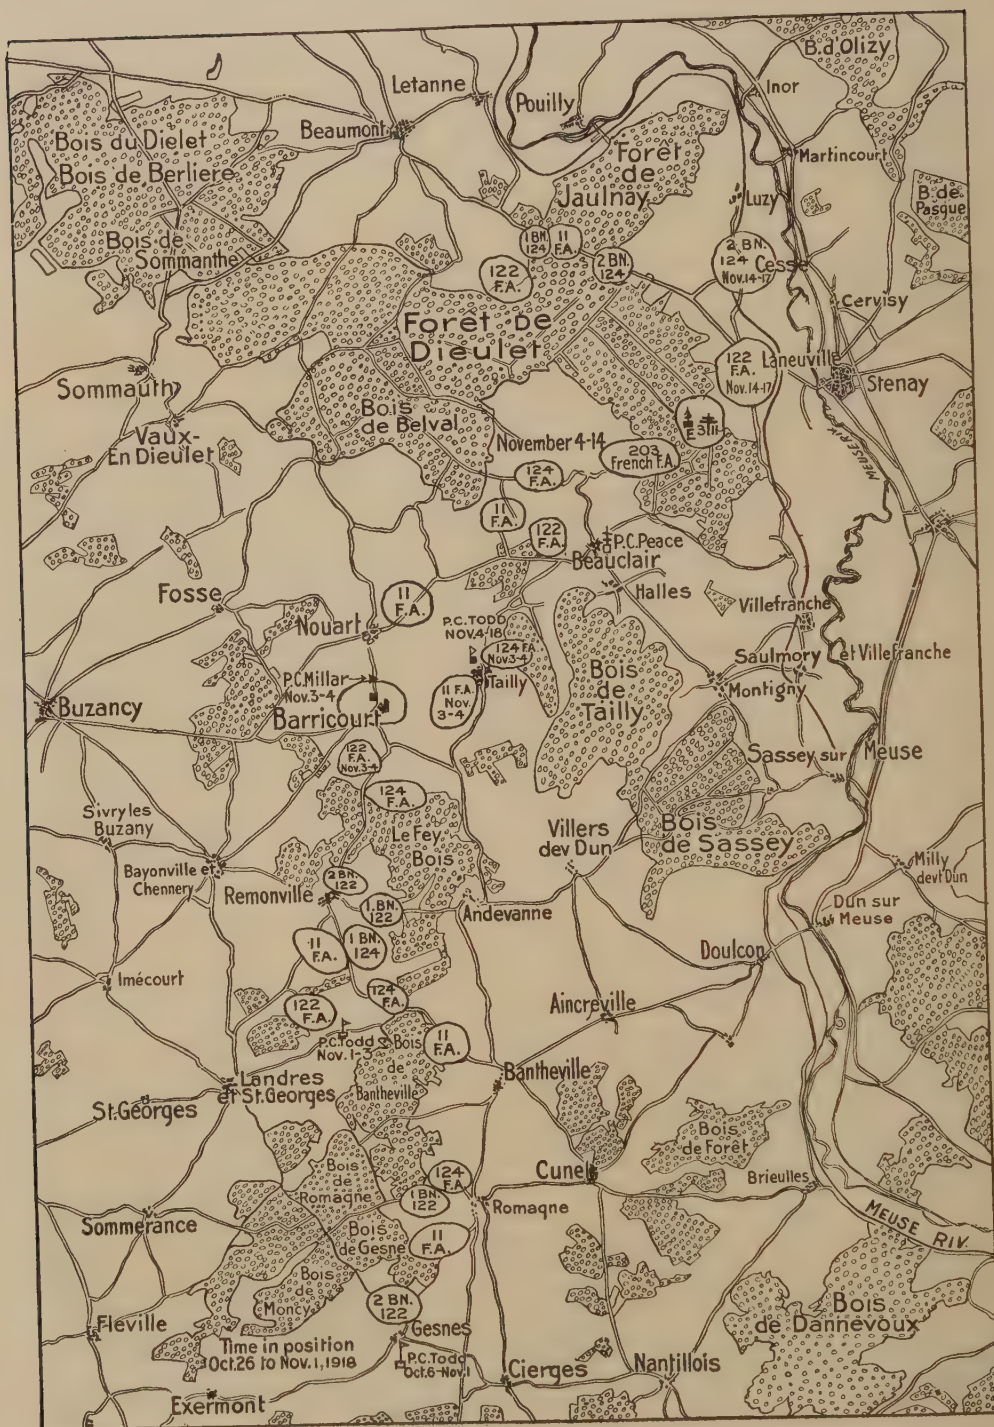 B. d'Olizy
Letanne
Inor
Pouilly
Beaumont
Bois du Dielet
Bois de Berliere
Forêt
de
Jaulnay
Martincourt
Luzy
B. de
Pasque
Bois de
Sommanthe
1 BN.
124
11
F.A.
2 BN.
124
122
F.A.
2 BN.
124
Nov.14-17
Cesse
Cervisy
Forêt De
Dieulet
Laneuville
Stenay
122
F.A.
Nov.14-17
Sommauth
Bois
de Belval
Vaux-
En Dieulet
November 4-14
E 3III
203
French F.A.
MEUSE RIV.
124
F.A.
11
F.A.
122
F.A.
P.C. Peace
Beauclair
Halles
Fosse
11
F.A.
Nouart
P.C. TODD
NOV.4-18
124 F.A.
Nov.3-4
Villefranche
Bois
de
Tailly
Saulmory et Villefranche
P.C. Millar
Nov.3-4
Tailly
Montigny
Buzancy
Barricourt
11 F.A.
Nov.
3-4
Sassey sur Meuse
122
F.A.
Nov.3-4
124
F.A.
Sivry les
Buzany
Le Fey
Bois
Villers
dev Dun
Bois
de Sassey
Bayonville et
Chennery
Remonville
2 BN.
122
Milly
devt Dun
1 BN.
122
Andevanne
Dun sur
Meuse
11
F.A.
1 BN.
124
Doulcon
Imécourt
124
F.A.
Aincreville
122
F.A.
P.C. Todd
Nov. 1-3
Bois
de
Bantheville
11
F.A.
Bantheville
Landres
et St. Georges
St. Georges
Bois
de Forêt
Bois
de
Romagne
124
F.A.
Cunel
Brieulles
1 BN.
122
Romagne
Sommerance
MEUSE RIV.
Bois
de Gesne
11
F.A.
Bois
de
Moncy
2 BN.
122
Bois
de Dannevoux
Fleville
Gesnes
Time in position
Oct.26 to Nov.1,1918
P.C. Todd
Oct.6-Nov.1
Cierges
Nantillois
Exermont